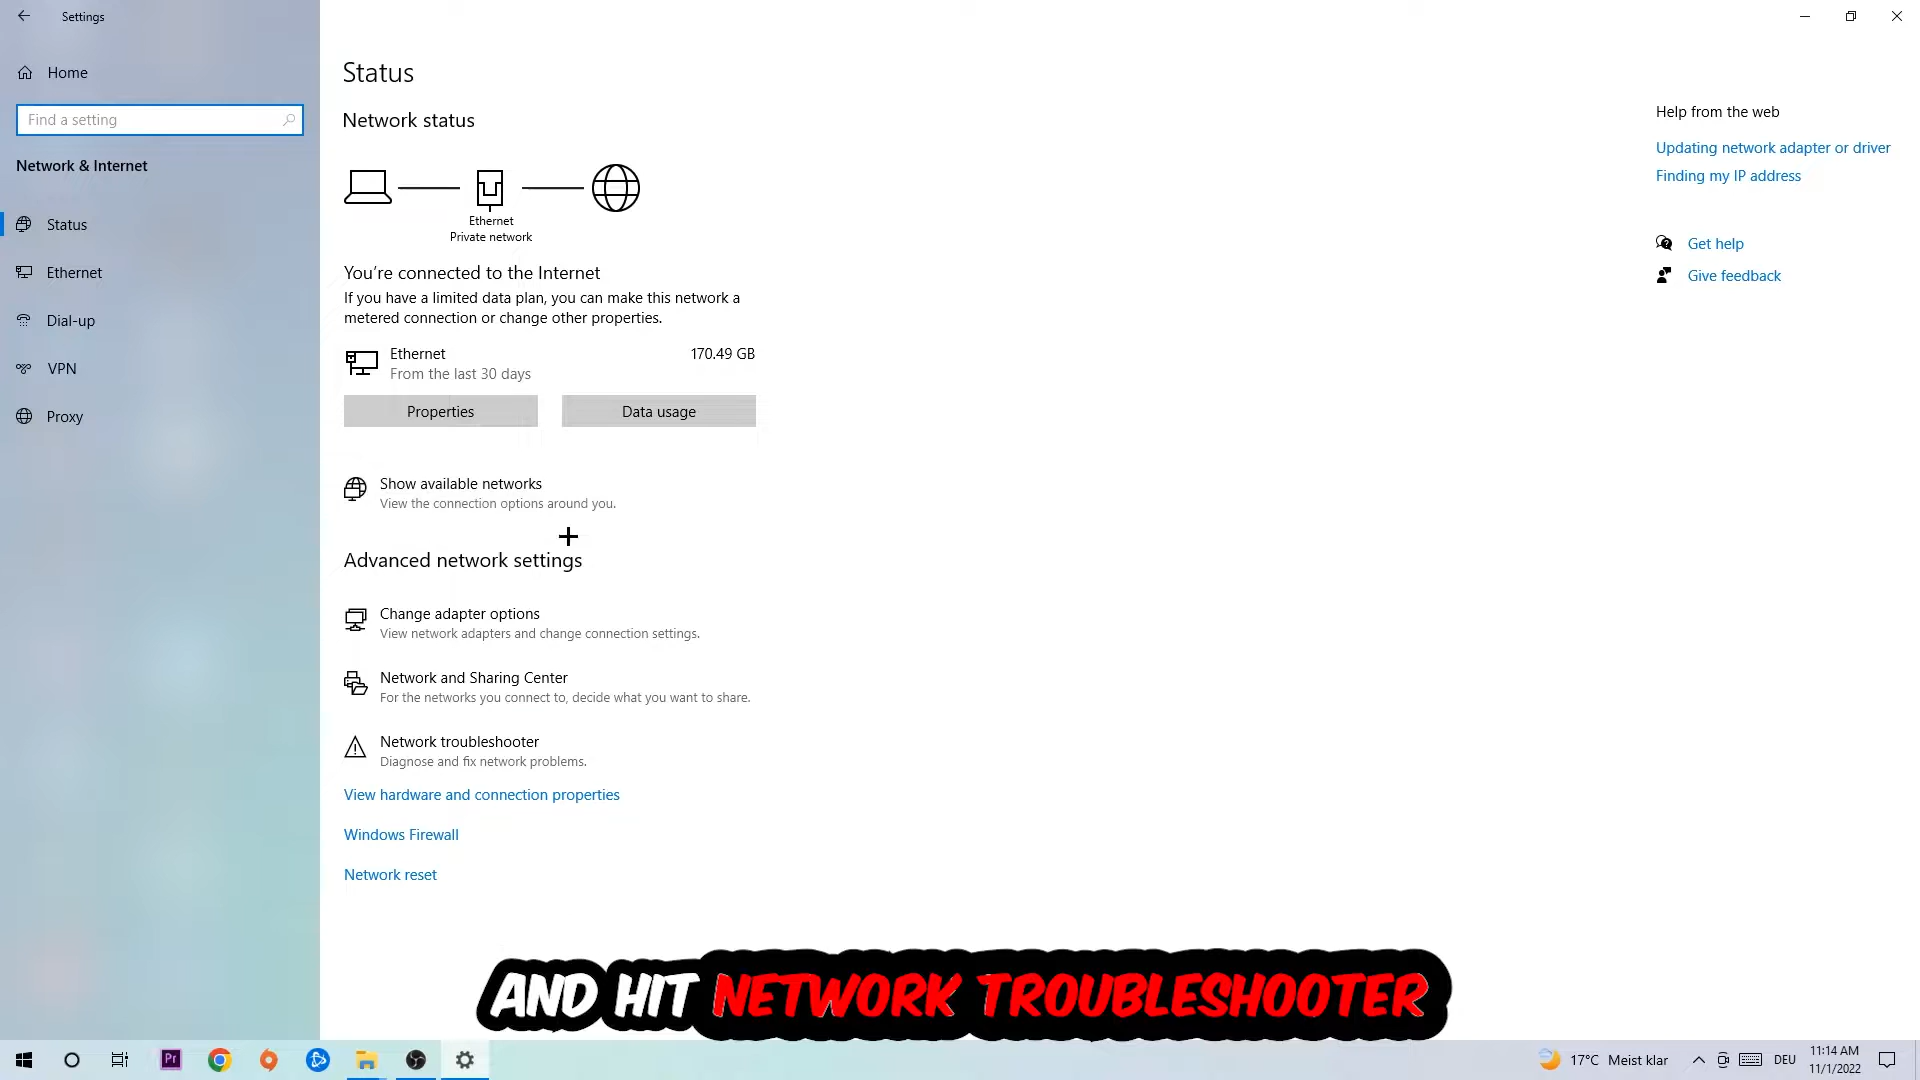 Settings
Home
Find a setting
Network & Internet
Status
Ethernet
Dial-up
VPN
Proxy
Status
Network status
Ethernet
Private network
You're connected to the Internet
If you have a limited data plan, you can make this network a
metered connection or change other properties.
Ethernet 170.49 GB
From the last 30 days
Properties Data usage
Show available networks
View the connection options around you.
Advanced network settings
Change adapter options
View network adapters and change connection settings.
Network and Sharing Center
For the networks you connect to, decide what you want to share.
Network troubleshooter
Diagnose and fix network problems.
View hardware and connection properties
Windows Firewall
Network reset
Help from the web
Updating network adapter or driver
Finding my IP address
Get help
Give feedback
AND HIT NETWORK TROUBLESHOOTER
Pr
17°C Meist klar
DEU
11:14 AM
11/1/2022